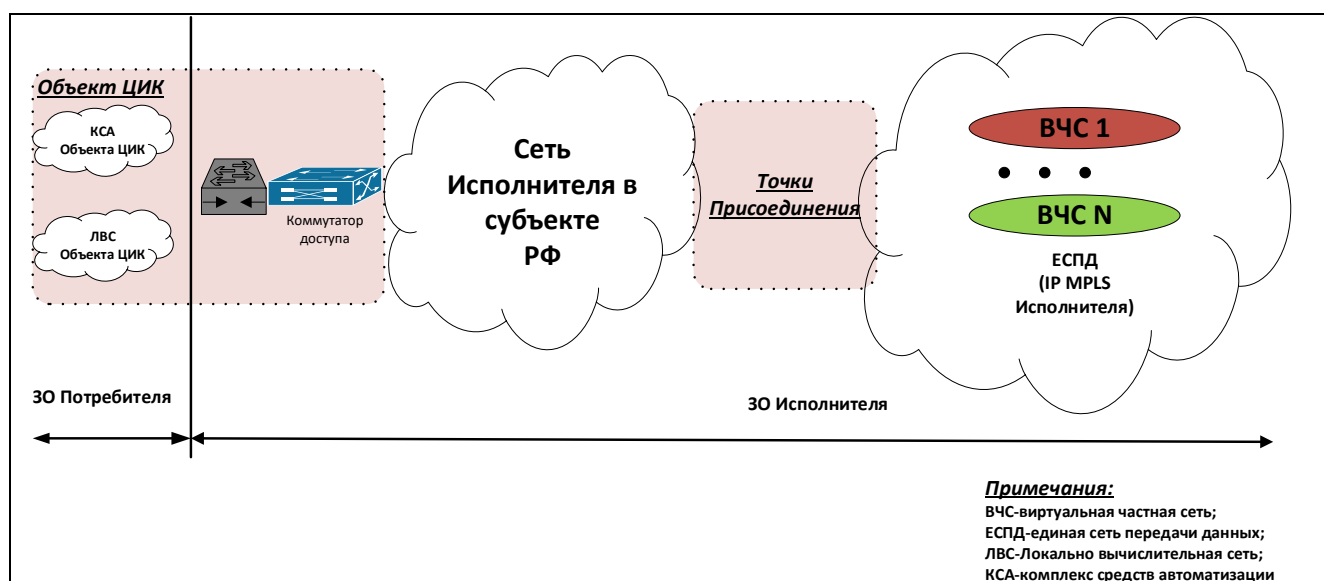 Объект ЦИК
КСА
Объекта ЦИК
ЛВС
Объекта ЦИК
Коммутатор
доступа
Сеть
Исполнителя в
субъекте
РФ
Точки
Присоединения
ВЧС 1
ВЧС N
ЕСПД
(IP MPLS
Исполнителя)
ЗО Потребителя
ЗО Исполнителя
Примечания:
ВЧС-виртуальная частная сеть;
ЕСПД-единая сеть передачи данных;
ЛВС-Локально вычислительная сеть;
КСА-комплекс средств автоматизации